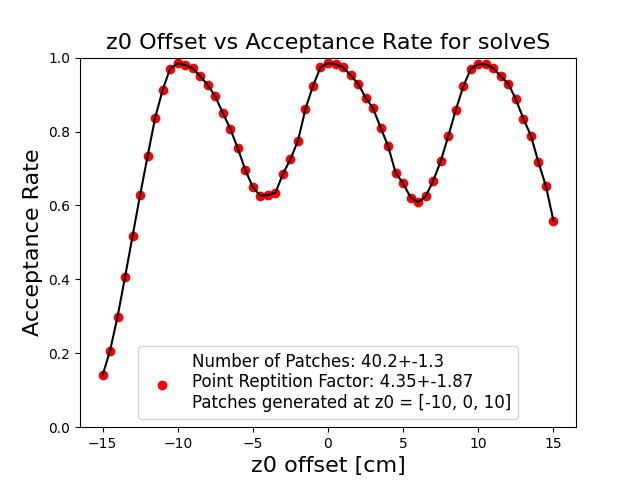 z0 Offset vs Acceptance Rate for solveS
Acceptance Rate
1.0
0.8
0.6
0.4
0.2
0.0
Number of Patches: 40.2+-1.3
Point Reptition Factor: 4.35+-1.87
Patches generated at z0 = [-10, 0, 10]
−15 −10 −5 0 5 10 15
z0 offset [cm]